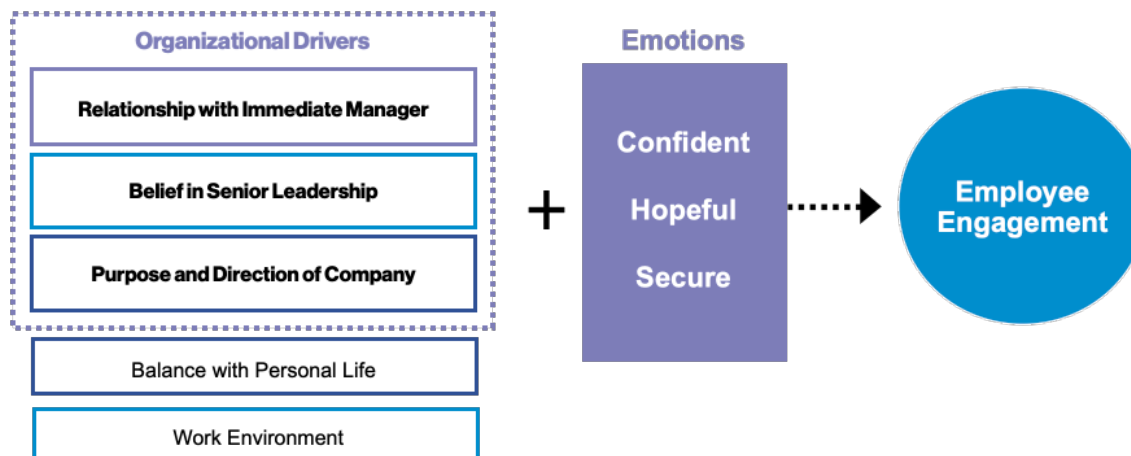 Organizational Drivers
Relationship with Immediate Manager
Belief in Senior Leadership
Purpose and Direction of Company
Balance with Personal Life
Work Environment
+
Emotions
Confident
Hopeful
Secure
Employee
Engagement